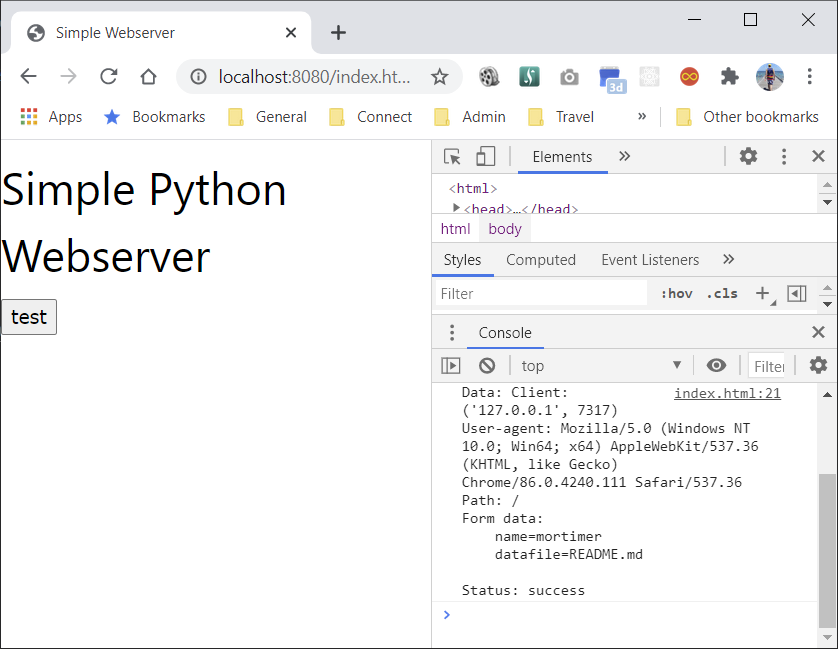 Simple Webserver
localhost:8080/index.ht...
3d
Apps
Bookmarks
General
Connect
Admin
Travel
»
Other bookmarks
Simple Python
Webserver
test
Elements
»
<html>
<head>…</head>
html
body
Styles
Computed
Event Listeners
»
Filter
:hov
.cls
Console
top
Filter
Data: Client: index.html:21
('127.0.0.1', 7317)
User-agent: Mozilla/5.0 (Windows NT
10.0; Win64; x64) AppleWebKit/537.36
(KHTML, like Gecko)
Chrome/86.0.4240.111 Safari/537.36
Path: /
Form data:
name=mortimer
datafile=README.md
Status: success